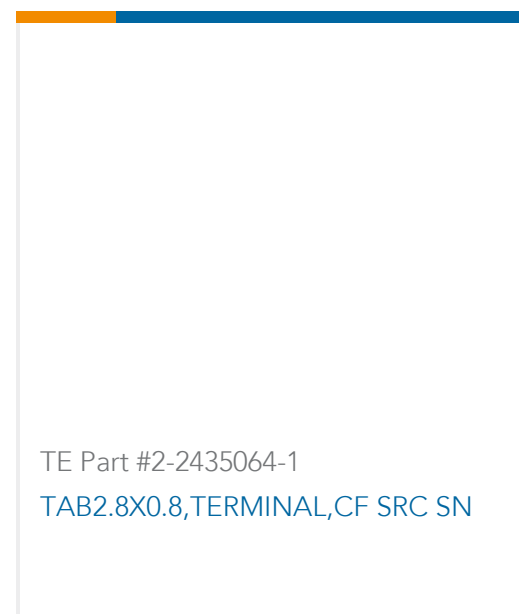 TE Part #2-2435064-1
TAB2.8X0.8,TERMINAL,CF SRC SN